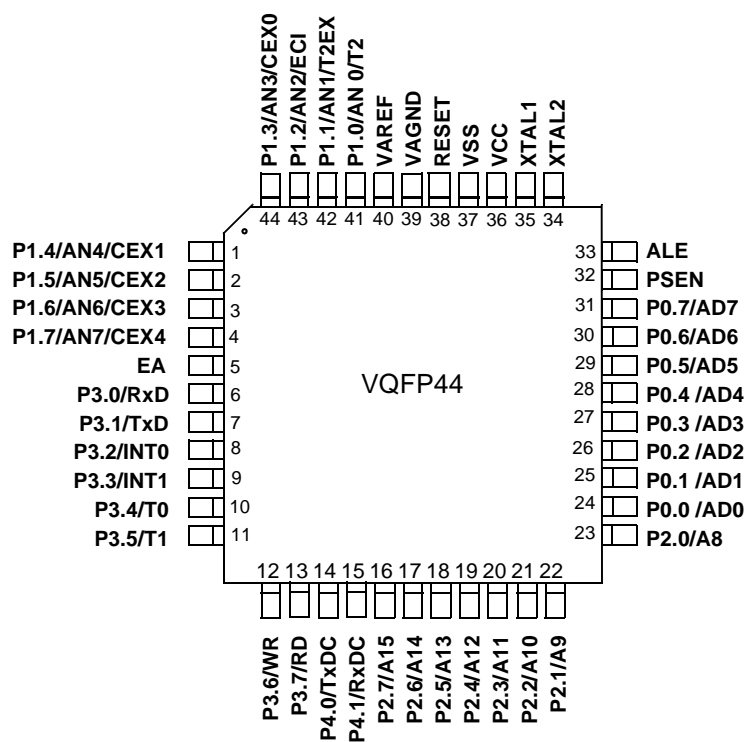 P1.3/AN3/CEX0
P1.2/AN2/ECI
P1.1/AN1/T2EX
P1.0/AN 0/T2
VAREF
VAGND
RESET
VSS
VCC
XTAL1
XTAL2
44 43 42 41 40 39 38 37 36 35 34
P1.4/AN4/CEX1 1
P1.5/AN5/CEX2 2
P1.6/AN6/CEX3 3
P1.7/AN7/CEX4 4
EA 5
P3.0/RxD 6
P3.1/TxD 7
P3.2/INT0 8
P3.3/INT1 9
P3.4/T0 10
P3.5/T1 11
VQFP44
33 ALE
32 PSEN
31 P0.7/AD7
30 P0.6/AD6
29 P0.5/AD5
28 P0.4 /AD4
27 P0.3 /AD3
26 P0.2 /AD2
25 P0.1 /AD1
24 P0.0 /AD0
23 P2.0/A8
12 13 14 15 16 17 18 19 20 21 22
P3.6/WR
P3.7/RD
P4.0/TxDC
P4.1/RxDC
P2.7/A15
P2.6/A14
P2.5/A13
P2.4/A12
P2.3/A11
P2.2/A10
P2.1/A9